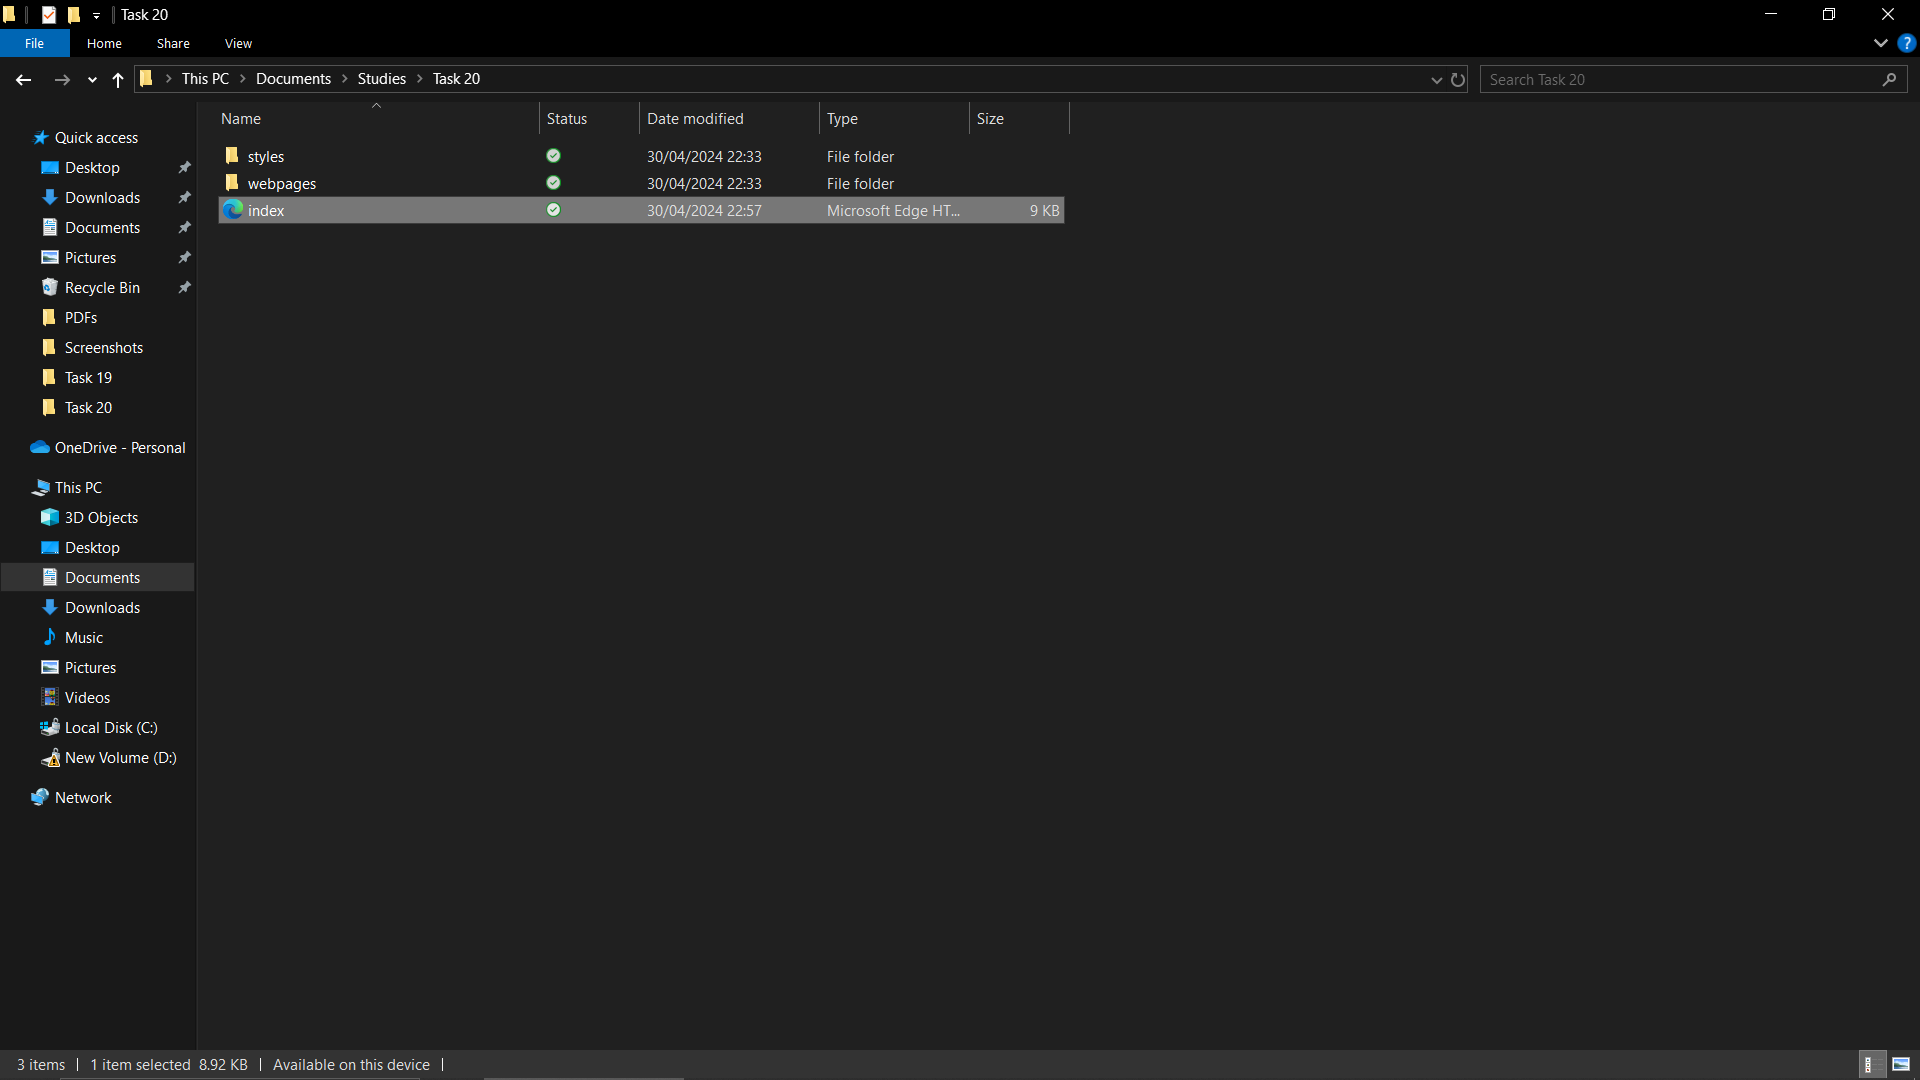 Task 20
File Home Share View
This PC Documents Studies Task 20
Search Task 20
Name Status Date modified Type Size
styles 30/04/2024 22:33 File folder
webpages 30/04/2024 22:33 File folder
index 30/04/2024 22:57 Microsoft Edge HT... 9 KB
Quick access
Desktop
Downloads
Documents
Pictures
Recycle Bin
PDFs
Screenshots
Task 19
Task 20
OneDrive - Personal
This PC
3D Objects
Desktop
Documents
Downloads
Music
Pictures
Videos
Local Disk (C:)
New Volume (D:)
Network
3 items 1 item selected 8.92 KB Available on this device